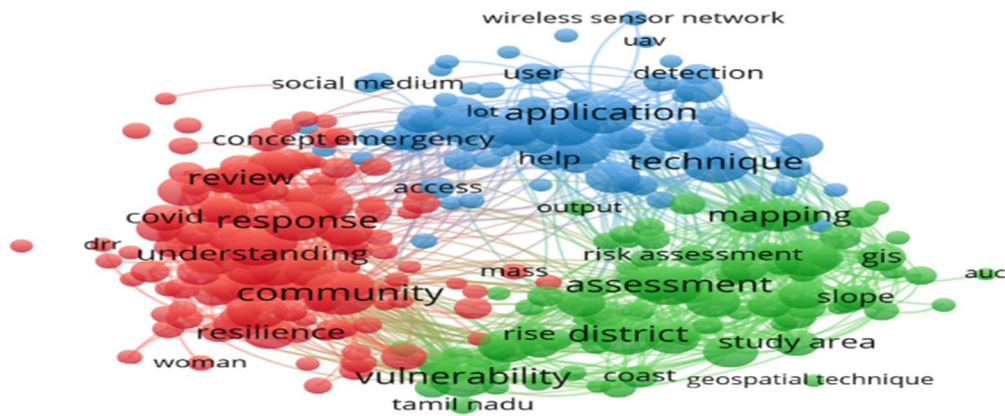 wireless sensor network
uav
social medium
user
detection
lot
application
concept
emergency
help
technique
review
access
covid
response
output
mapping
drr
understanding
risk assessment
gis
mass
auc
community
assessment
slope
resilience
rise
district
study area
woman
vulnerability
coast
geospatial technique
tamil nadu